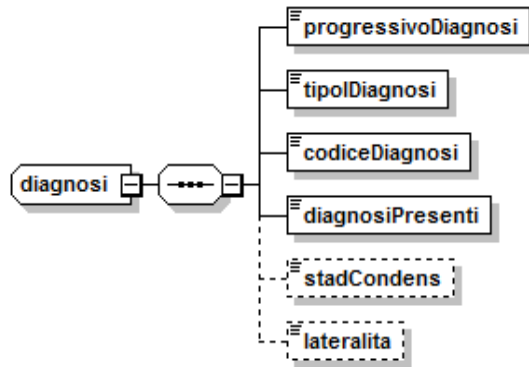 progressivoDiagnosi
tipolDiagnosi
codiceDiagnosi
diagnosi
diagnosiPresenti
stadCondens
lateralita